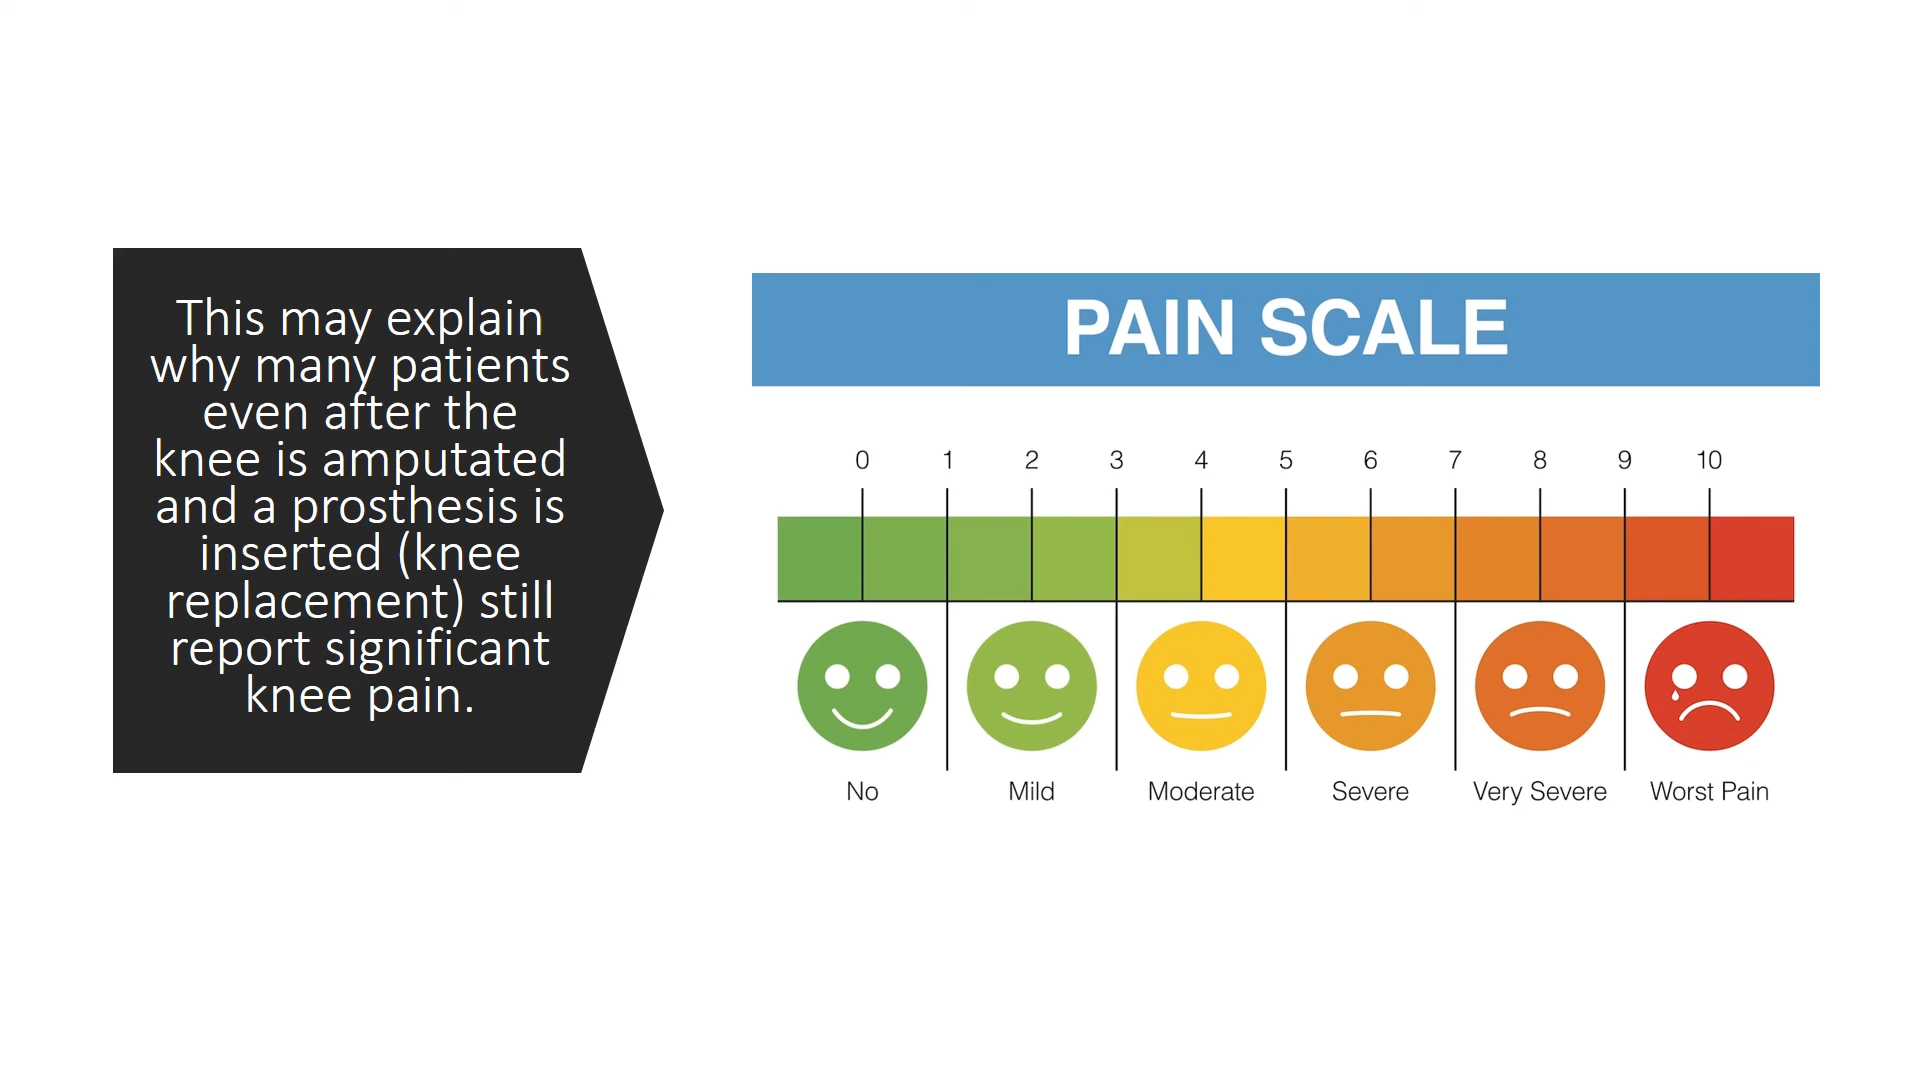 This may explain
why many patients
even after the
knee is amputated
and a prosthesis is
inserted (knee
replacement) still
report significant
knee pain.
PAIN SCALE
0 1 2 3 4 5 6 7 8 9 10
No Mild Moderate Severe Very Severe Worst Pain